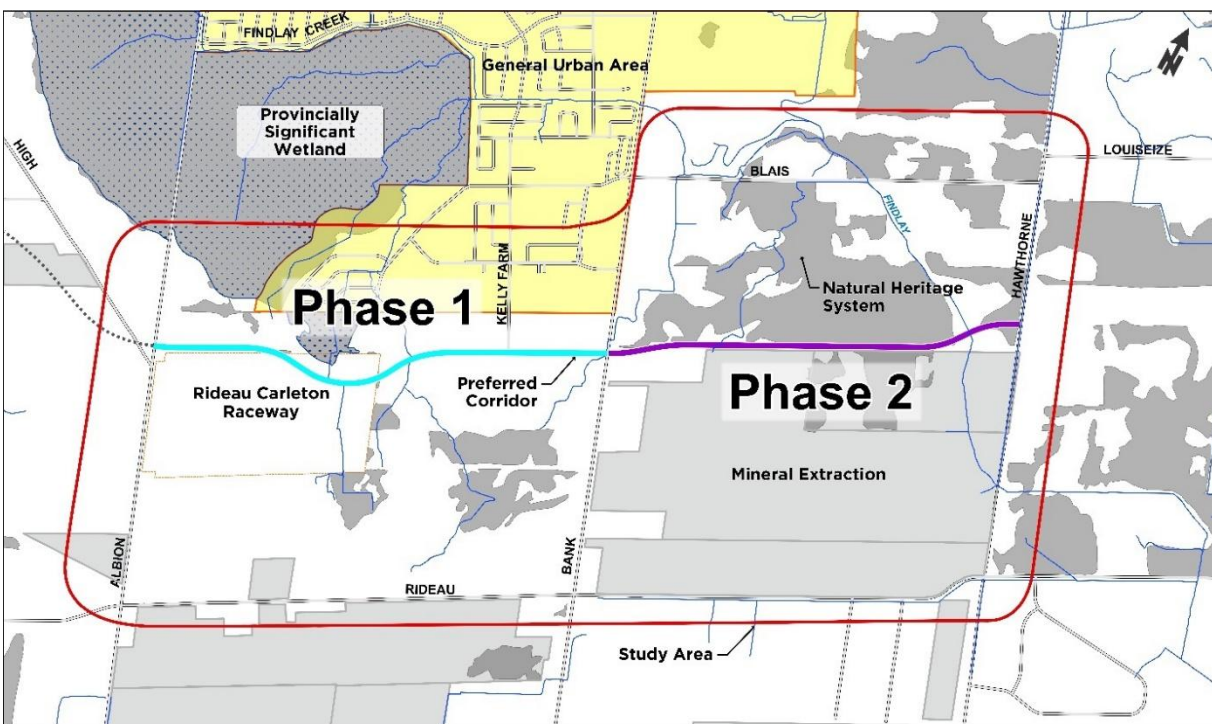 FINDLAY CREEK
General Urban Area
N
Provincially
Significant
Wetland
HIGH
LOUISEIZE
BLAIS
FINDLAY
HAWTHORNE
KELLY FARM
Natural Heritage
System
Phase 1
Preferred
Corridor
Rideau Carleton
Raceway
Phase 2
Mineral Extraction
ALBION
BANK
RIDEAU
Study Area